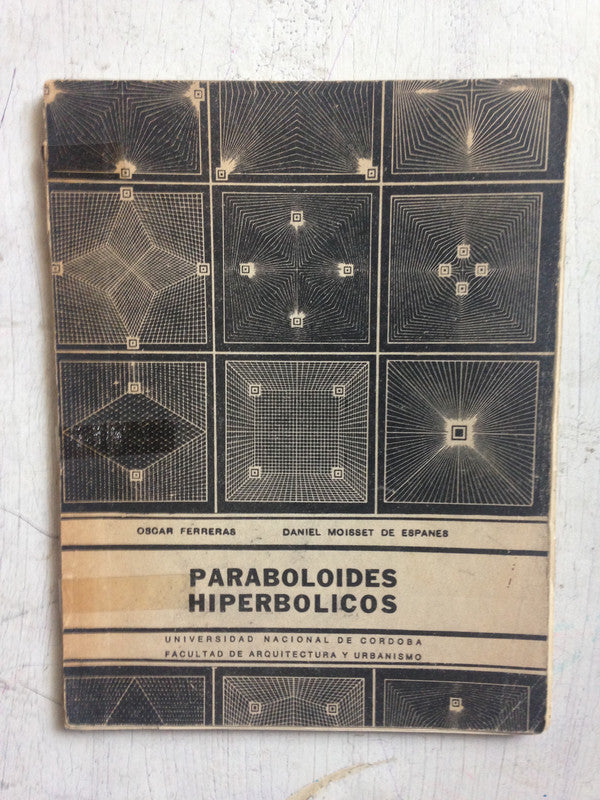 OSCAR FERRERAS DANIEL MOISSET DE ESPANES
PARABOLOIDES
HIPERBOLICOS
UNIVERSIDAD NACIONAL DE CORDOBA
FACULTAD DE ARQUITECTURA Y URBANISMO